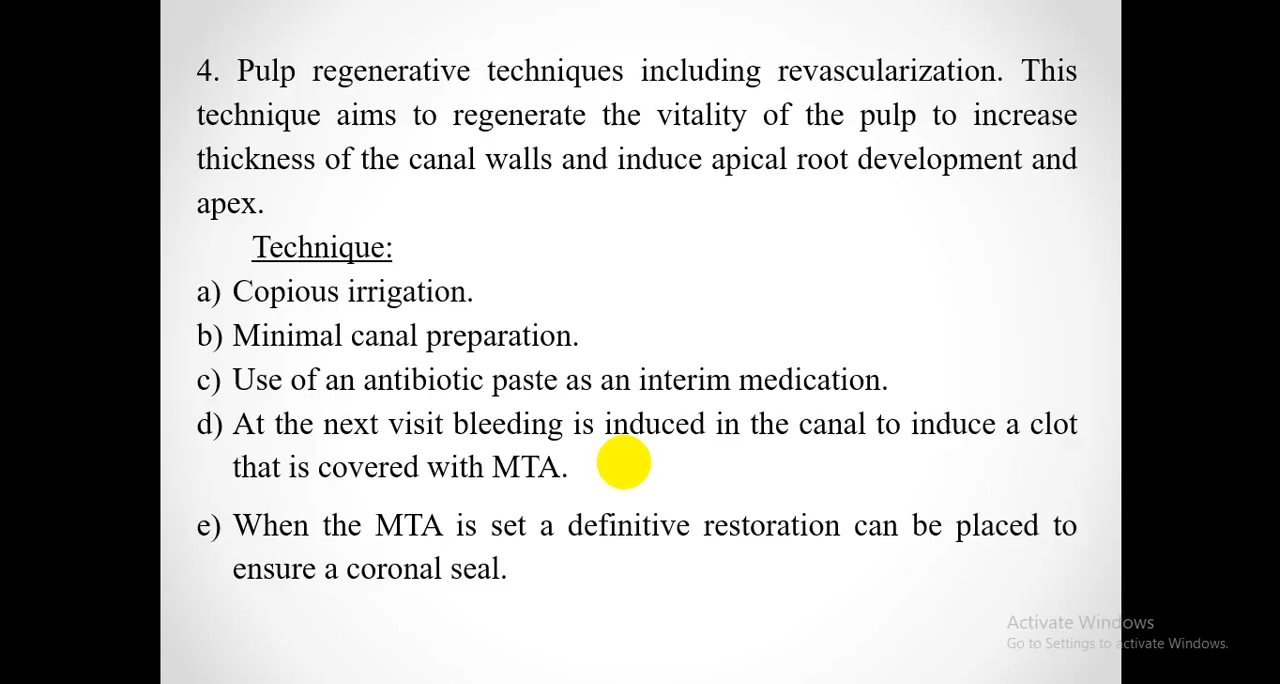 4. Pulp regenerative techniques including revascularization. This
technique aims to regenerate the vitality of the pulp to increase
thickness of the canal walls and induce apical root development and
apex.
Technique:
a) Copious irrigation.
b) Minimal canal preparation.
c) Use of an antibiotic paste as an interim medication.
d) At the next visit bleeding is induced in the canal to induce a clot
that is covered with MTA.
e) When the MTA is set a definitive restoration can be placed to
ensure a coronal seal.
Activate Windows
Go to Settings to activate Windows.